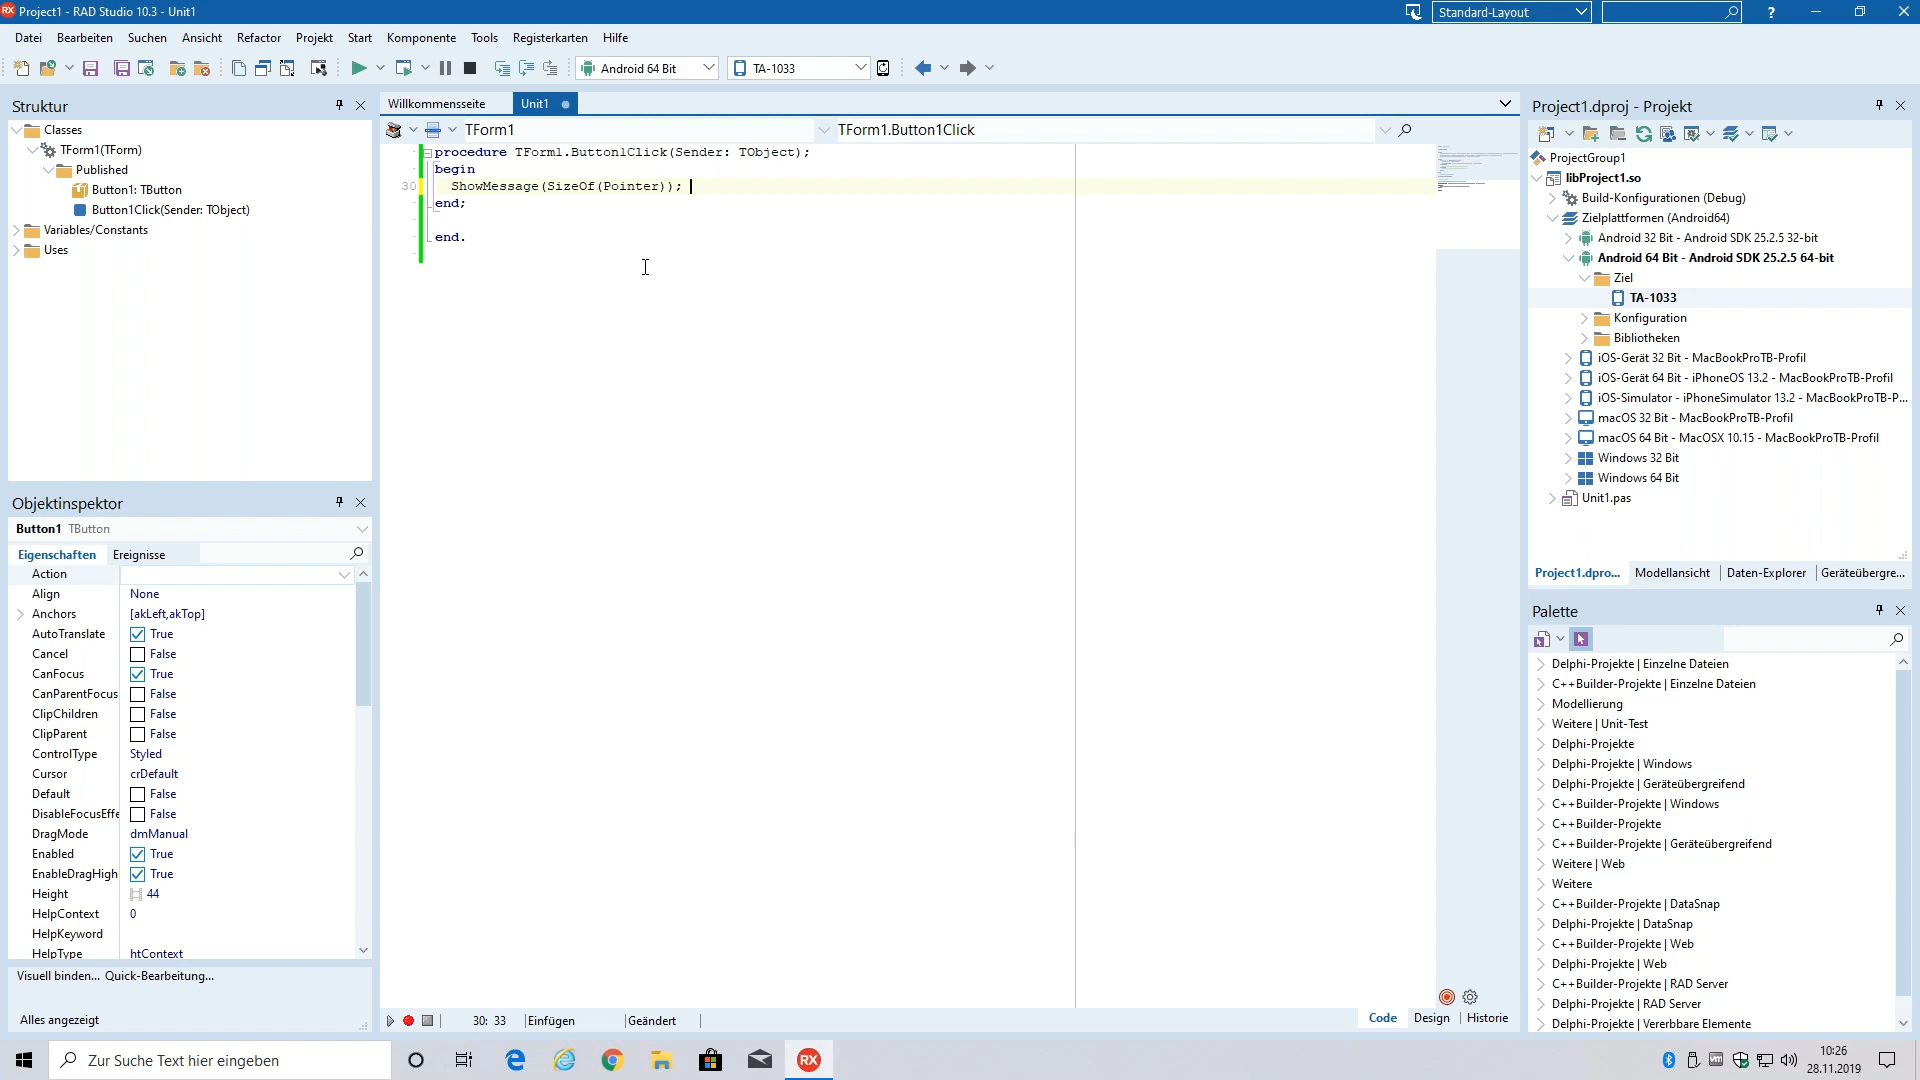 Project1 - RAD Studio 10.3 - Unit1
Standard-Layout
Datei Bearbeiten Suchen Ansicht Refactor Projekt Start Komponente Tools Registerkarten Hilfe
Android 64 Bit TA-1033
Struktur
Classes
TForm1(TForm)
Published
Button1: TButton
Button1Click(Sender: TObject)
Variables/Constants
Uses
Objektinspektor
Button1 TButton
Eigenschaften Ereignisse
Action
Align None
Anchors [akLeft,akTop]
AutoTranslate True
Cancel False
CanFocus True
CanParentFocus False
ClipChildren False
ClipParent False
ControlType Styled
Cursor crDefault
Default False
DisableFocusEffe False
DragMode dmManual
Enabled True
EnableDragHigh True
Height 44
HelpContext 0
HelpKeyword
HelpType htContext
Visuell binden... Quick-Bearbeitung...
Alles angezeigt
Willkommensseite Unit1
TForm1 TForm1.Button1Click
procedure TForm1.Button1Click(Sender: TObject);
begin
30 ShowMessage(SizeOf(Pointer));
end;
end.
30: 33 Einfügen Geändert
Code Design Historie
Project1.dproj - Projekt
ProjectGroup1
libProject1.so
Build-Konfigurationen (Debug)
Zielplattformen (Android64)
Android 32 Bit - Android SDK 25.2.5 32-bit
Android 64 Bit - Android SDK 25.2.5 64-bit
Ziel
TA-1033
Konfiguration
Bibliotheken
iOS-Gerät 32 Bit - MacBookProTB-Profil
iOS-Gerät 64 Bit - iPhoneOS 13.2 - MacBookProTB-Profil
iOS-Simulator - iPhoneSimulator 13.2 - MacBookProTB-P...
macOS 32 Bit - MacBookProTB-Profil
macOS 64 Bit - MacOSX 10.15 - MacBookProTB-Profil
Windows 32 Bit
Windows 64 Bit
Unit1.pas
Project1.dpro... Modellansicht Daten-Explorer Geräteübergre...
Palette
Delphi-Projekte | Einzelne Dateien
C++Builder-Projekte | Einzelne Dateien
Modellierung
Weitere | Unit-Test
Delphi-Projekte
Delphi-Projekte | Windows
Delphi-Projekte | Geräteübergreifend
C++Builder-Projekte | Windows
C++Builder-Projekte
C++Builder-Projekte | Geräteübergreifend
Weitere | Web
Weitere
C++Builder-Projekte | DataSnap
Delphi-Projekte | DataSnap
C++Builder-Projekte | Web
Delphi-Projekte | Web
C++Builder-Projekte | RAD Server
Delphi-Projekte | RAD Server
Delphi-Projekte | Vererbbare Elemente
Zur Suche Text hier eingeben
RX
10:26
28.11.2019